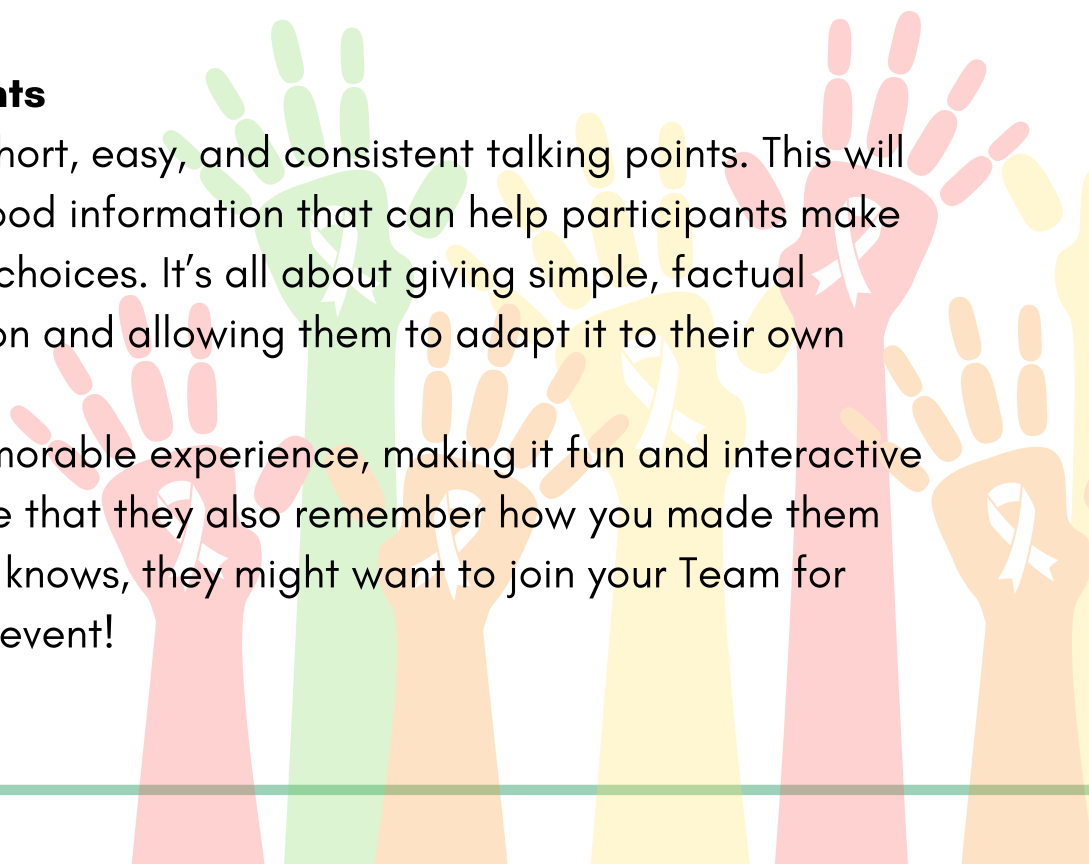 nts
hort, easy, and consistent talking points. This will
ood information that can help participants make
choices. It’s all about giving simple, factual
on and allowing them to adapt it to their own
morable experience, making it fun and interactive
e that they also remember how you made them
knows, they might want to join your Team for
event!